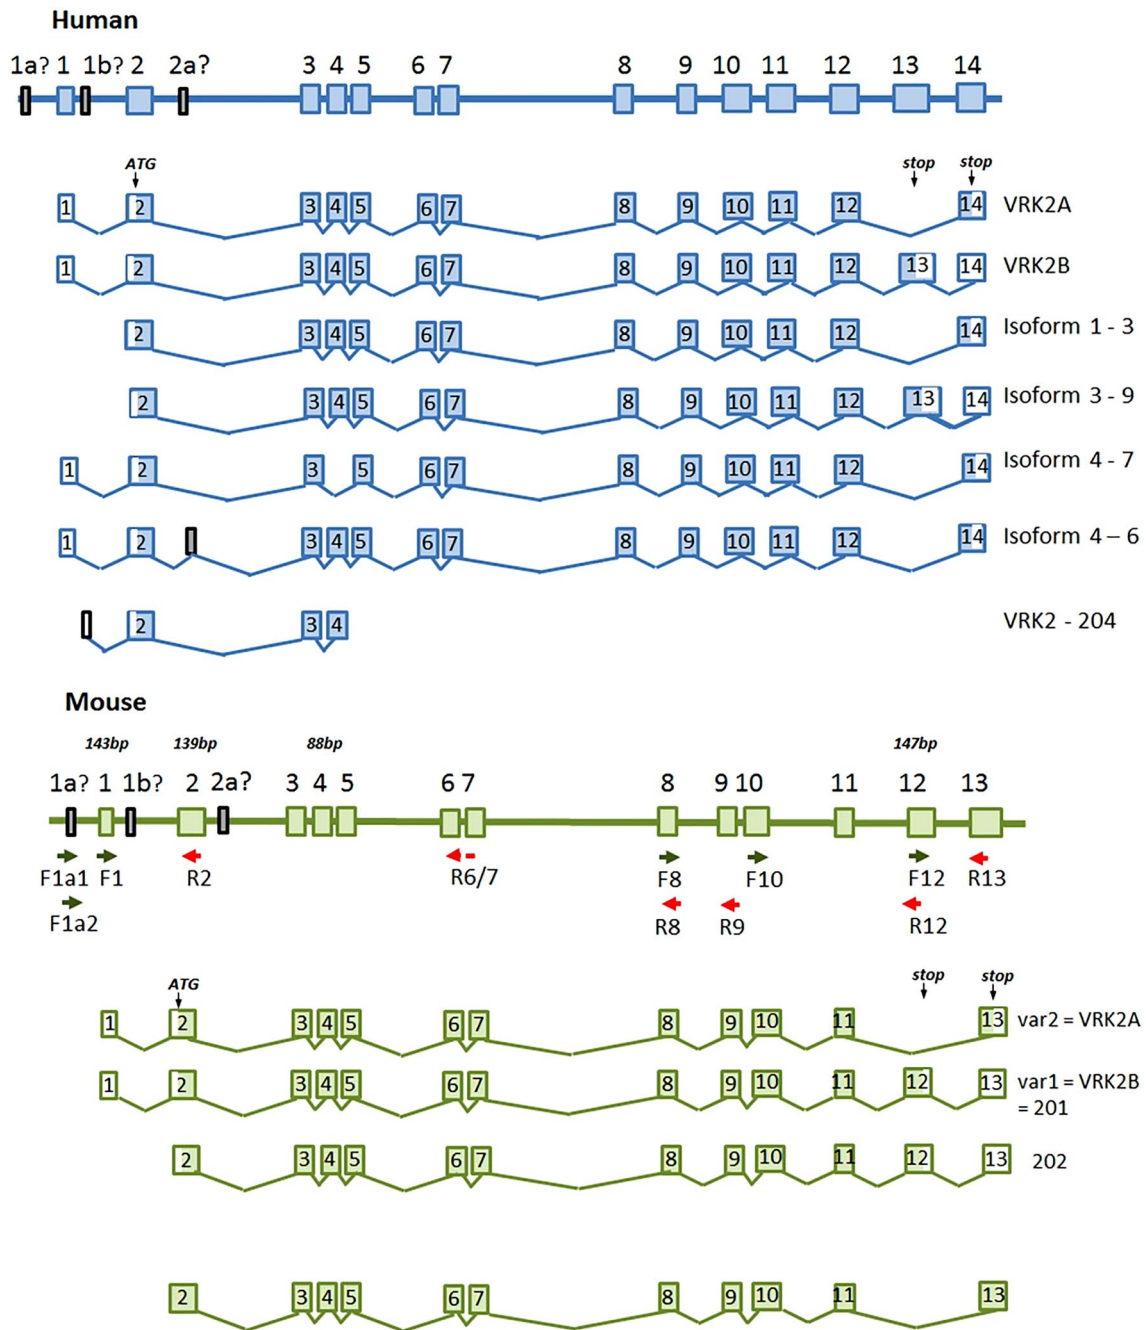 Human
1a? 1 1b? 2 2a? 3 4 5 6 7 8 9 10 11 12 13 14
ATG stop stop
1 2 3 4 5 6 7 8 9 10 11 12 14 VRK2A
1 2 3 4 5 6 7 8 9 10 11 12 13 14 VRK2B
2 3 4 5 6 7 8 9 10 11 12 14 Isoform 1 - 3
2 3 4 5 6 7 8 9 10 11 12 13 14 Isoform 3 - 9
1 2 3 5 6 7 8 9 10 11 12 14 Isoform 4 - 7
1 2 3 4 5 6 7 8 9 10 11 12 14 Isoform 4 – 6
2 3 4 VRK2 - 204
Mouse
143bp 139bp 88bp 147bp
1a? 1 1b? 2 2a? 3 4 5 6 7 8 9 10 11 12 13
F1a1 F1 R2 R6/7 F8 F10 F12 R13
F1a2 R8 R9 R12
ATG stop stop
1 2 3 4 5 6 7 8 9 10 11 13 var2 = VRK2A
1 2 3 4 5 6 7 8 9 10 11 12 13 var1 = VRK2B
= 201
2 3 4 5 6 7 8 9 10 11 12 13 202
2 3 4 5 6 7 8 9 10 11 13